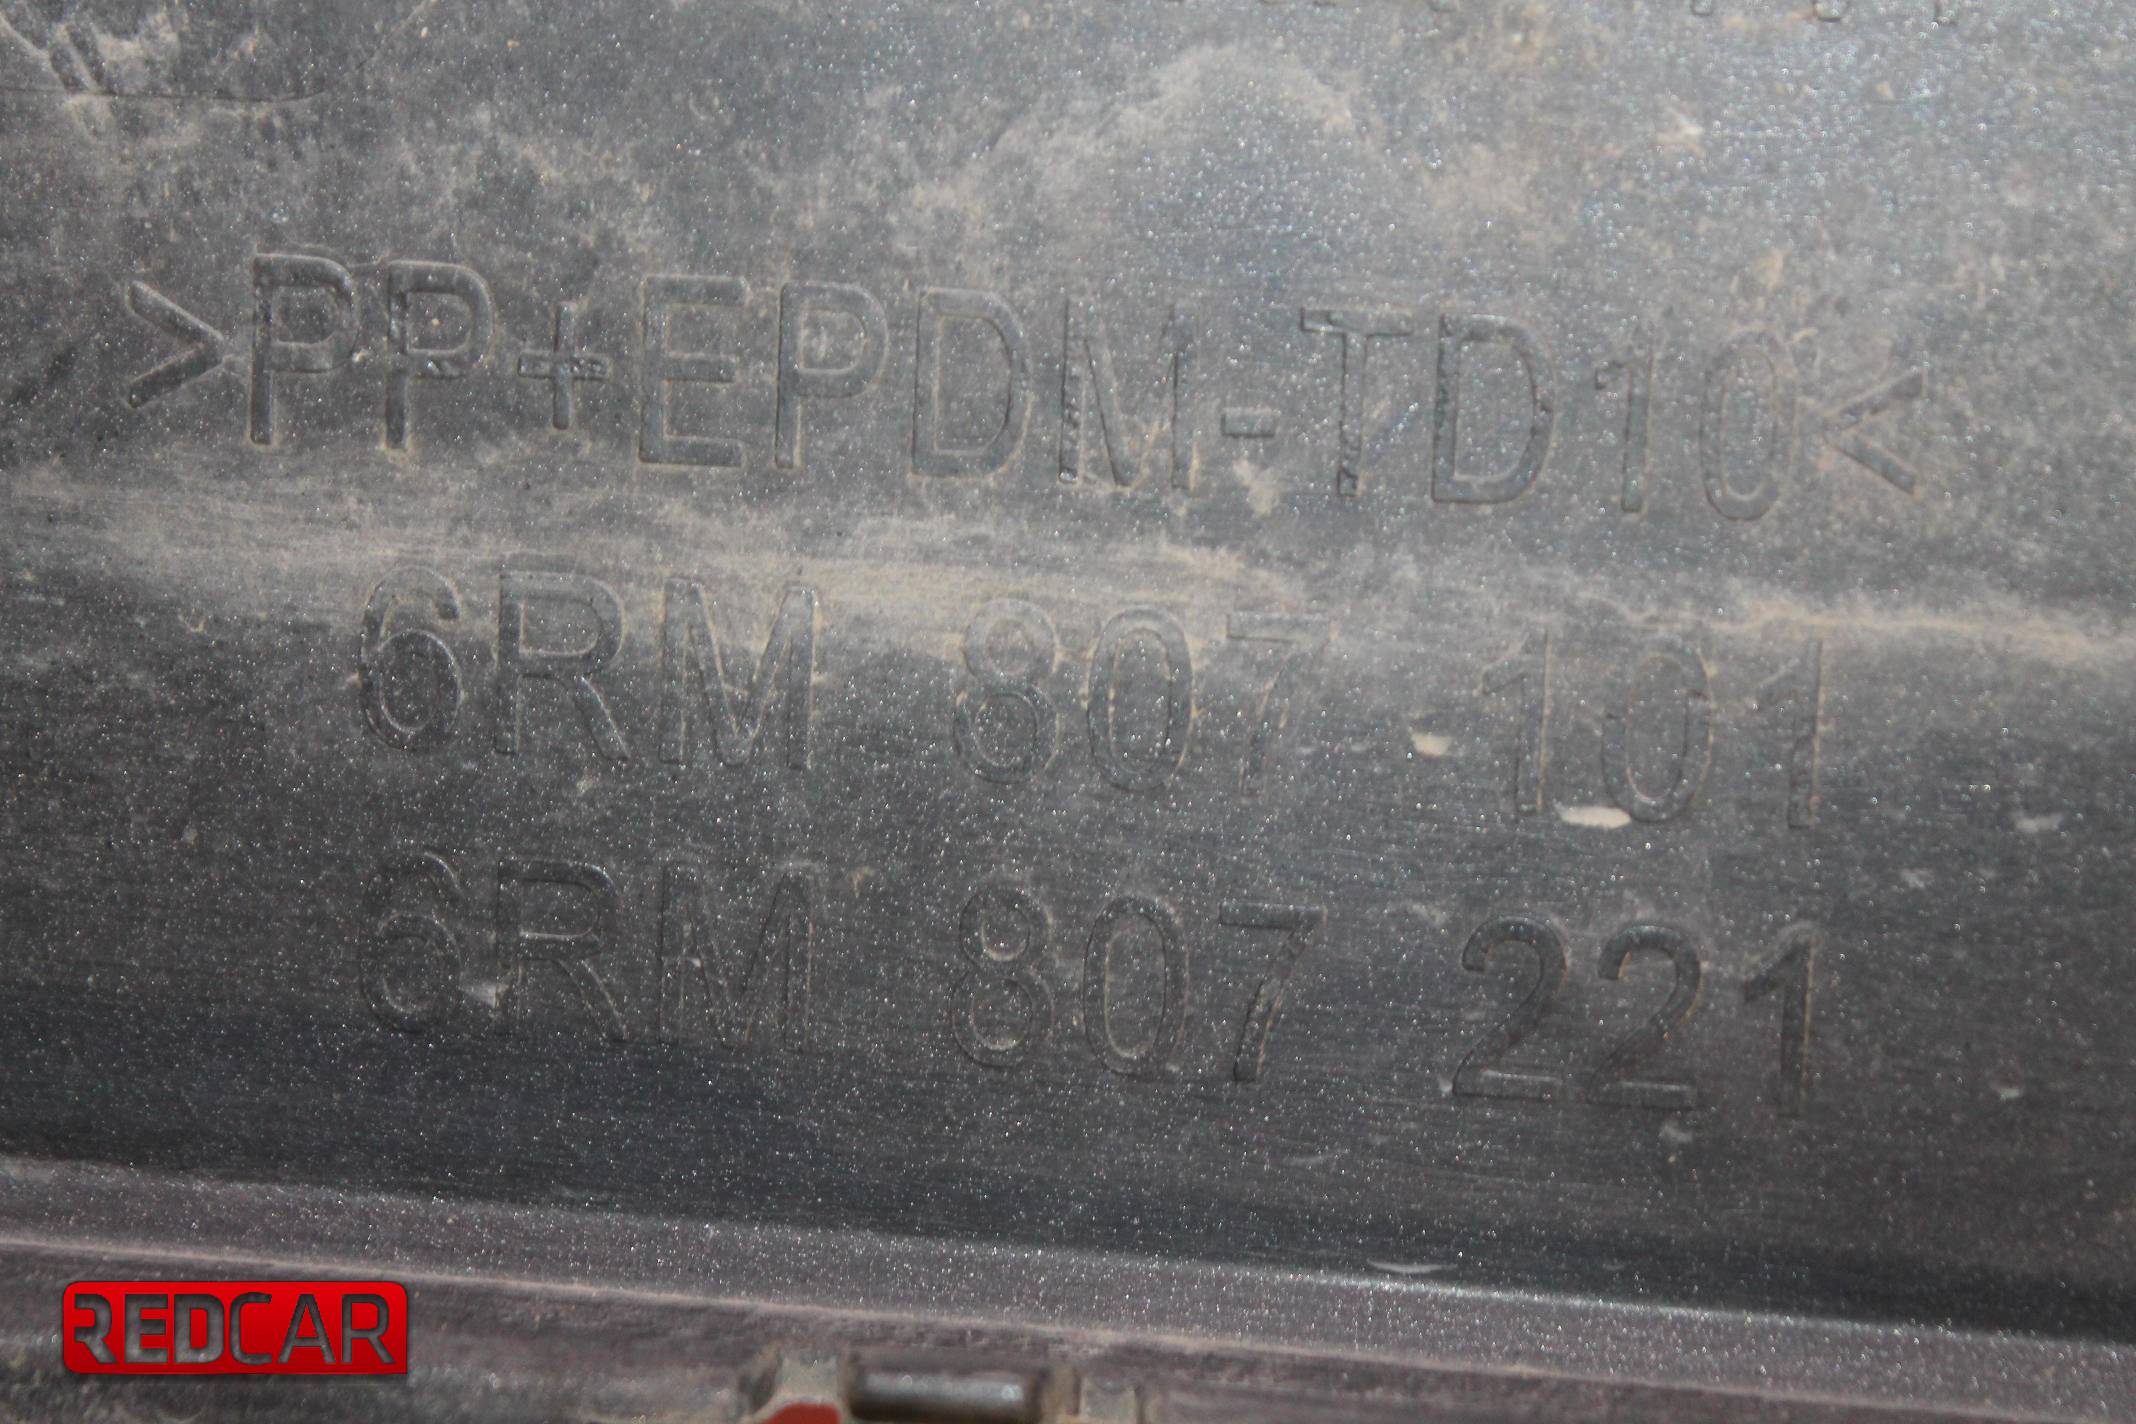 >PP+EPDM-TD10<
6RM 807 101
6RM 807 221
REDCAR